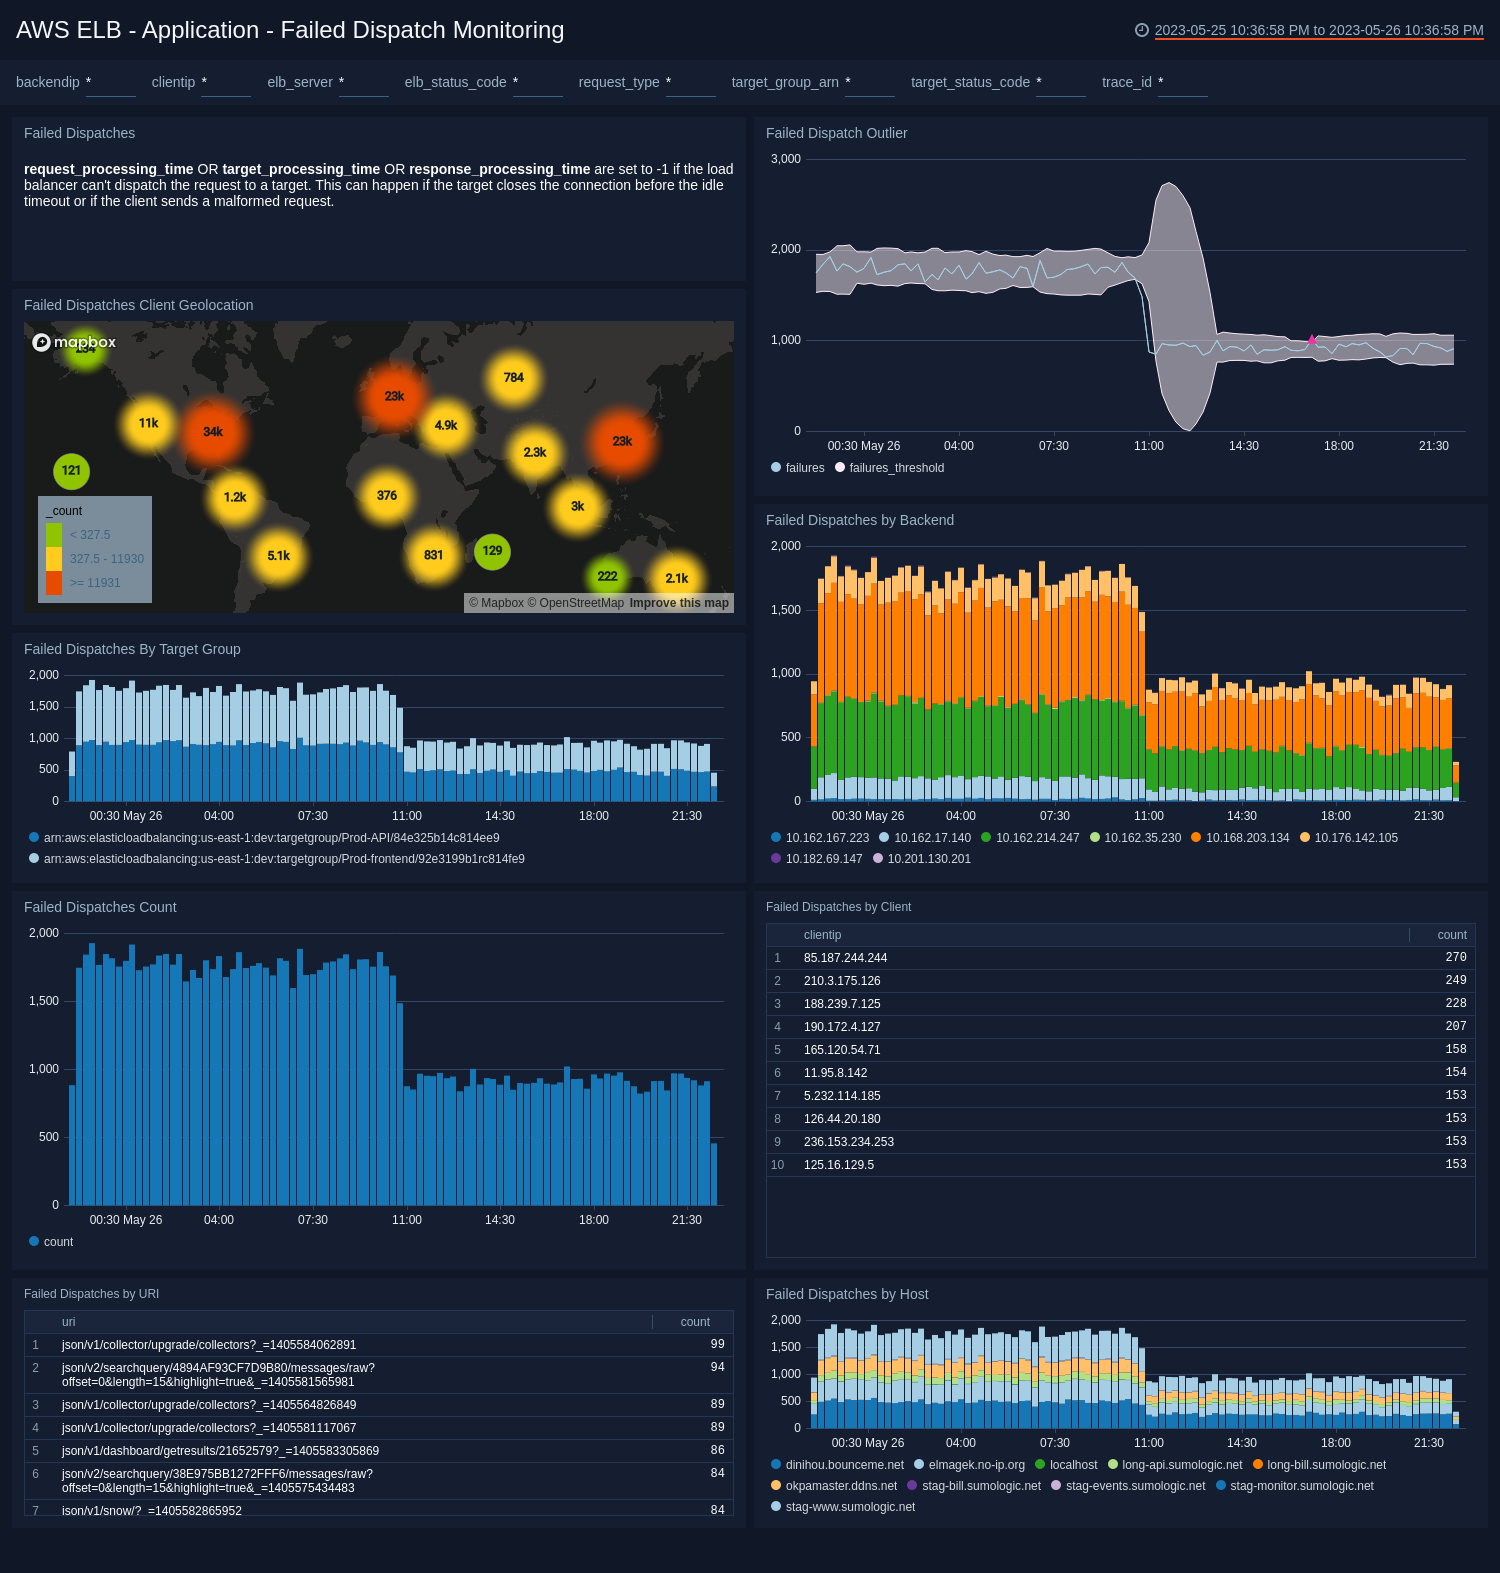 AWS ELB - Application - Failed Dispatch Monitoring
2023-05-25 10:36:58 PM to 2023-05-26 10:36:58 PM
backendip * clientip * elb_server * elb_status_code * request_type * target_group_arn * target_status_code * trace_id *
Failed Dispatches
request_processing_time OR target_processing_time OR response_processing_time are set to -1 if the load
balancer can't dispatch the request to a target. This can happen if the target closes the connection before the idle
timeout or if the client sends a malformed request.
Failed Dispatch Outlier
3,000
2,000
1,000
0
00:30 May 26 04:00 07:30 11:00 14:30 18:00 21:30
failures failures_threshold
Failed Dispatches Client Geolocation
mapbox
784
23k
11k
34k
4.9k
23k
2.3k
121
1.2k
376
3k
5.1k
831
129
222
2.1k
_count
< 327.5
327.5 - 11930
>= 11931
© Mapbox © OpenStreetMap Improve this map
Failed Dispatches by Backend
2,000
1,500
1,000
500
0
00:30 May 26 04:00 07:30 11:00 14:30 18:00 21:30
10.162.167.223 10.162.17.140 10.162.214.247 10.162.35.230 10.168.203.134 10.176.142.105
10.182.69.147 10.201.130.201
Failed Dispatches By Target Group
2,000
1,500
1,000
500
0
00:30 May 26 04:00 07:30 11:00 14:30 18:00 21:30
arn:aws:elasticloadbalancing:us-east-1:dev:targetgroup/Prod-API/84e325b14c814ee9
arn:aws:elasticloadbalancing:us-east-1:dev:targetgroup/Prod-frontend/92e3199b1rc814fe9
Failed Dispatches Count
2,000
1,500
1,000
500
0
00:30 May 26 04:00 07:30 11:00 14:30 18:00 21:30
count
Failed Dispatches by Client
clientip count
1 85.187.244.244 270
2 210.3.175.126 249
3 188.239.7.125 228
4 190.172.4.127 207
5 165.120.54.71 158
6 11.95.8.142 154
7 5.232.114.185 153
8 126.44.20.180 153
9 236.153.234.253 153
10 125.16.129.5 153
Failed Dispatches by URI
uri count
1 json/v1/collector/upgrade/collectors?_=1405584062891 99
2 json/v2/searchquery/4894AF93CF7D9B80/messages/raw? 94
offset=0&length=15&highlight=true&_=1405581565981
3 json/v1/collector/upgrade/collectors?_=1405564826849 89
4 json/v1/collector/upgrade/collectors?_=1405581117067 89
5 json/v1/dashboard/getresults/21652579?_=1405583305869 86
6 json/v2/searchquery/38E975BB1272FFF6/messages/raw? 84
offset=0&length=15&highlight=true&_=1405575434483
7 json/v1/snow/?_=1405582865952 84
Failed Dispatches by Host
2,000
1,500
1,000
500
0
00:30 May 26 04:00 07:30 11:00 14:30 18:00 21:30
dinihou.bounceme.net elmagek.no-ip.org localhost long-api.sumologic.net long-bill.sumologic.net
okpamaster.ddns.net stag-bill.sumologic.net stag-events.sumologic.net stag-monitor.sumologic.net
stag-www.sumologic.net